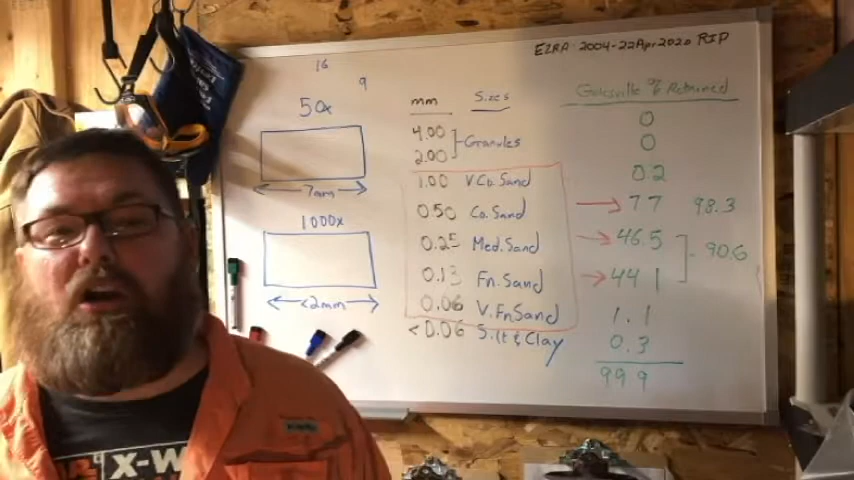 EZRA: 2004-22Apr2020 RIP
16
9
50x
7mm
1000x
<2mm
mm Sizes Galesville % Retained
4.00 Granules 0
2.00 0
1.00 V.Co. Sand 0.2
0.50 Co. Sand 77 98.3
0.25 Med. Sand 46.5 90.6
0.13 Fn. Sand 44 1
0.06 V. Fn Sand 1.1
<0.06 Silt & Clay 0.3
99 9
X-W